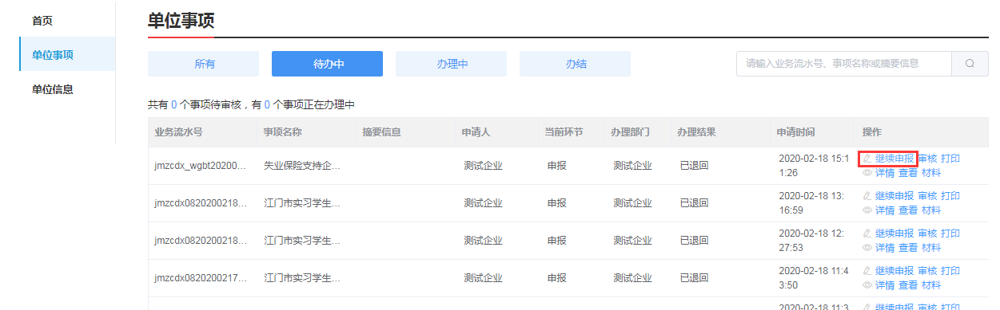 首页
单位事项
单位信息
单位事项
所有 待办中 办理中 办结
请输入业务流水号、事项名称或摘要信息
共有 0 个事项待审核，有 0 个事项正在办理中
业务流水号 事项名称 摘要信息 申请人 当前环节 办理部门 办理结果 申请时间 操作
jmzcdx_wgbt20200... 失业保险支持企... 测试企业 申报 测试企业 已退回 2020-02-18 15:1 继续申报 审核 打印
1:26 详情 查看 材料
jmzcdx0820200218... 江门市实习学生... 测试企业 申报 测试企业 已退回 2020-02-18 13: 继续申报 审核 打印
16:59 详情 查看 材料
jmzcdx0820200218... 江门市实习学生... 测试企业 申报 测试企业 已退回 2020-02-18 12: 继续申报 审核 打印
27:53 详情 查看 材料
jmzcdx0820200217... 江门市实习学生... 测试企业 申报 测试企业 已退回 2020-02-18 11:4 继续申报 审核 打印
3:50 详情 查看 材料
2020-02-18 11:3 继续申报 审核 打印